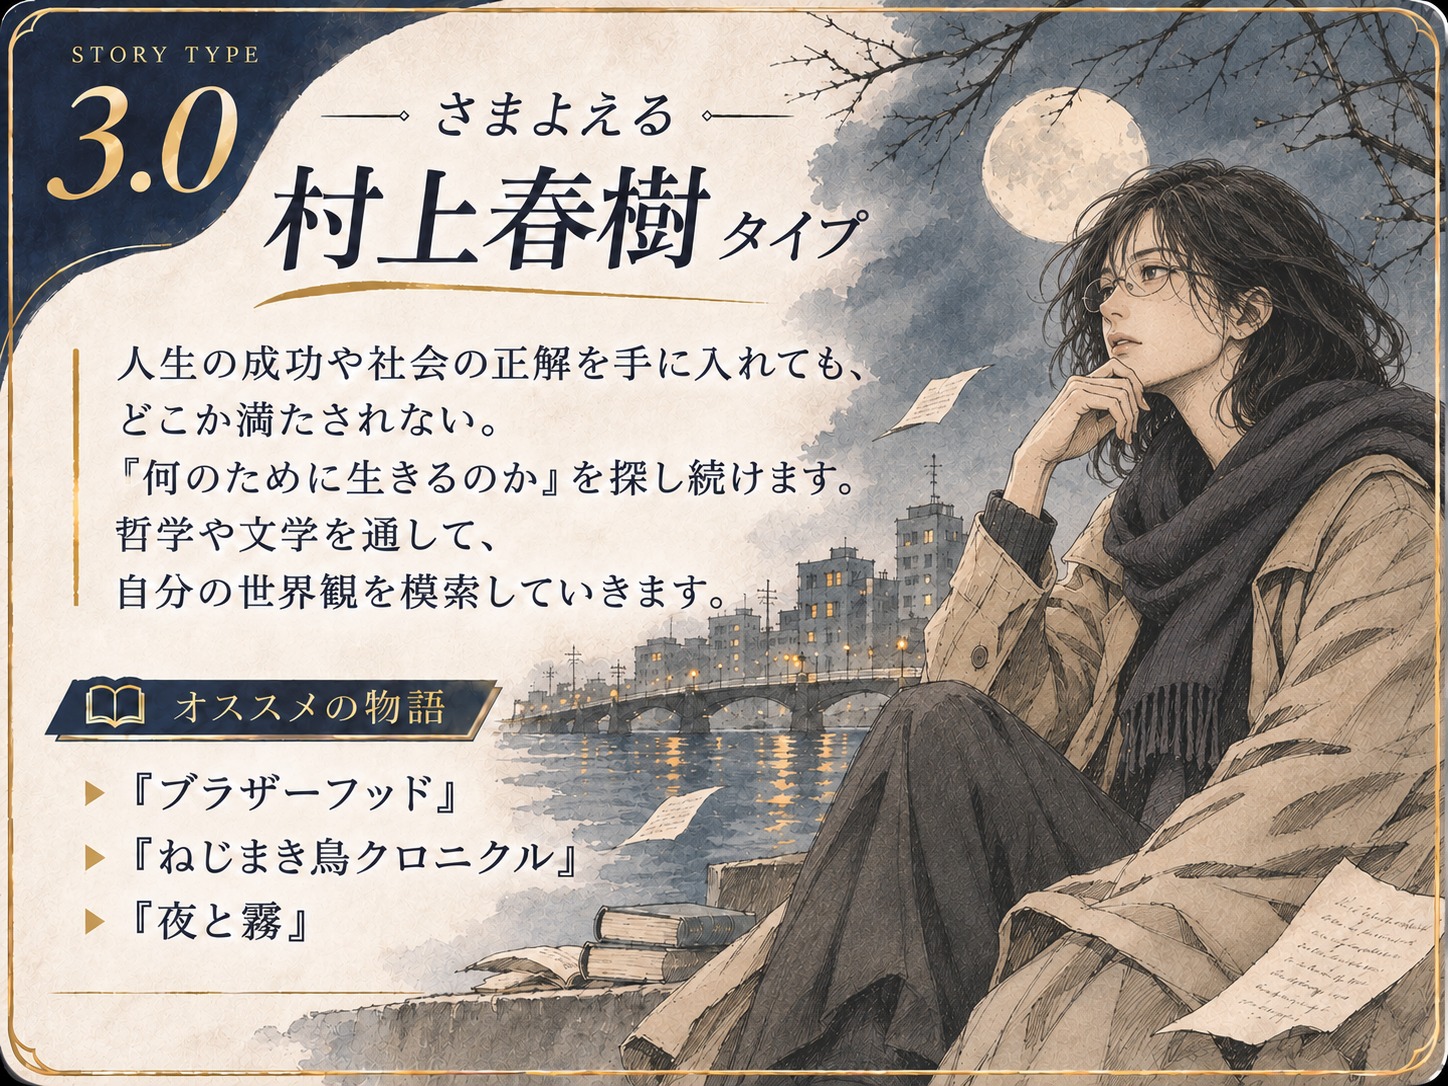 STORY TYPE
3.0
さまよえる
村上春樹タイプ
人生の成功や社会の正解を手に入れても、
どこか満たされない。
『何のために生きるのか』を探し続けます。
哲学や文学を通して、
自分の世界観を模索していきます。
オススメの物語
『ブラザーフッド』
『ねじまき鳥クロニクル』
『夜と霧』